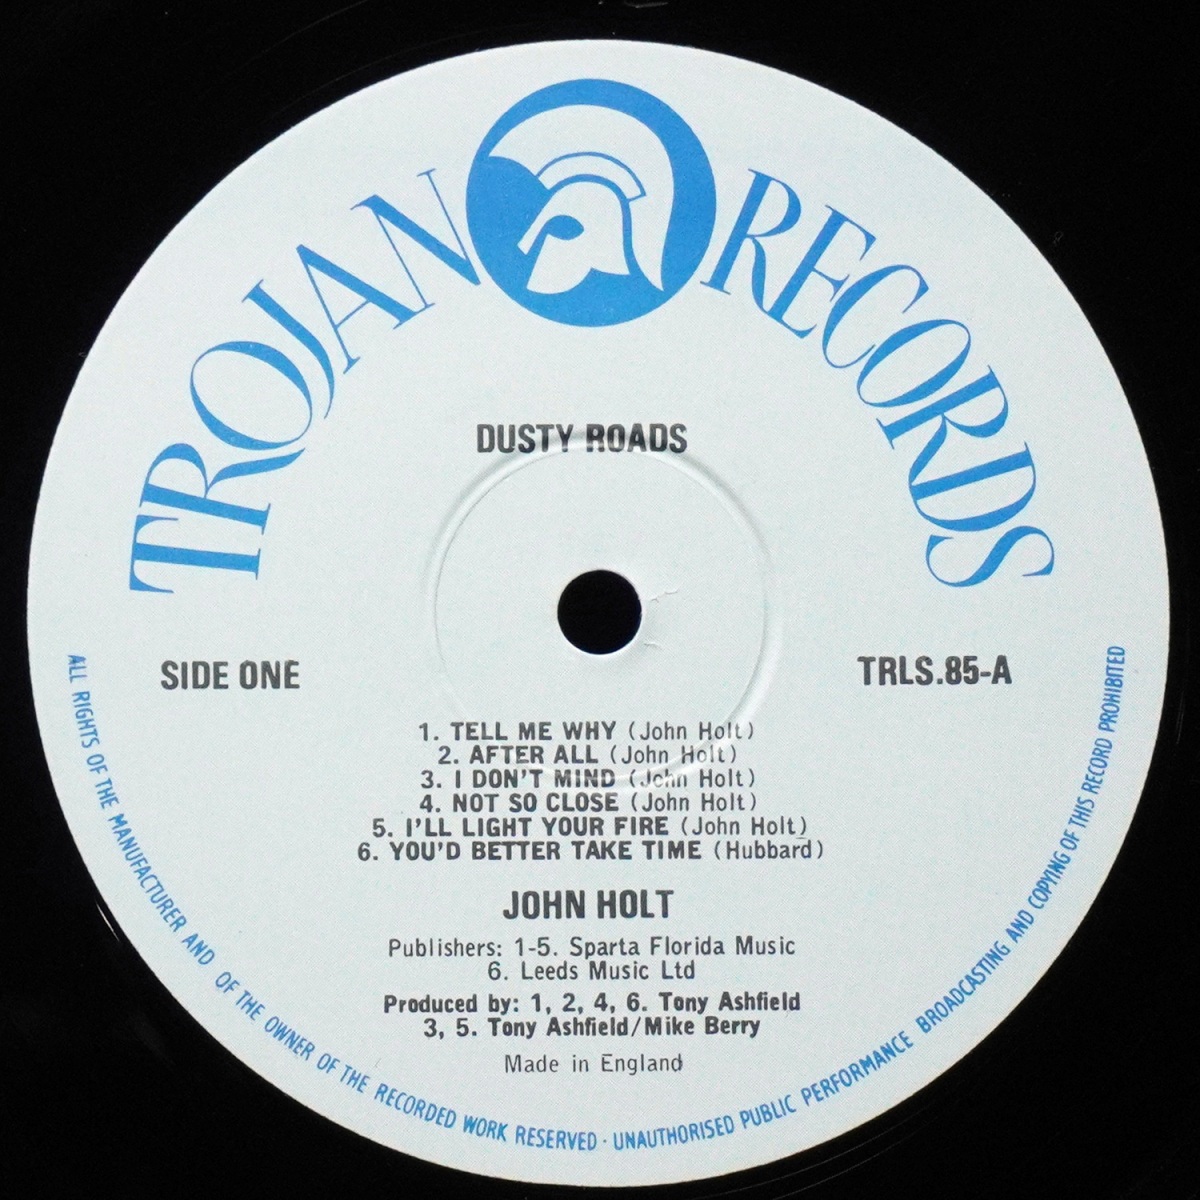 TROJAN RECORDS
DUSTY ROADS
SIDE ONE
TRLS.85-A
1. TELL ME WHY (John Holt)
2. AFTER ALL (John Holt)
3. I DON'T MIND (John Holt)
4. NOT SO CLOSE (John Holt)
5. I'LL LIGHT YOUR FIRE (John Holt)
6. YOU'D BETTER TAKE TIME (Hubbard)
JOHN HOLT
Publishers: 1-5. Sparta Florida Music
6. Leeds Music Ltd
Produced by: 1, 2, 4, 6. Tony Ashfield
3, 5. Tony Ashfield/Mike Berry
Made in England
ALL RIGHTS OF THE MANUFACTURER AND OF THE OWNER OF THE RECORDED WORK RESERVED · UNAUTHORISED PUBLIC PERFORMANCE BROADCASTING AND COPYING OF THIS RECORD PROHIBITED